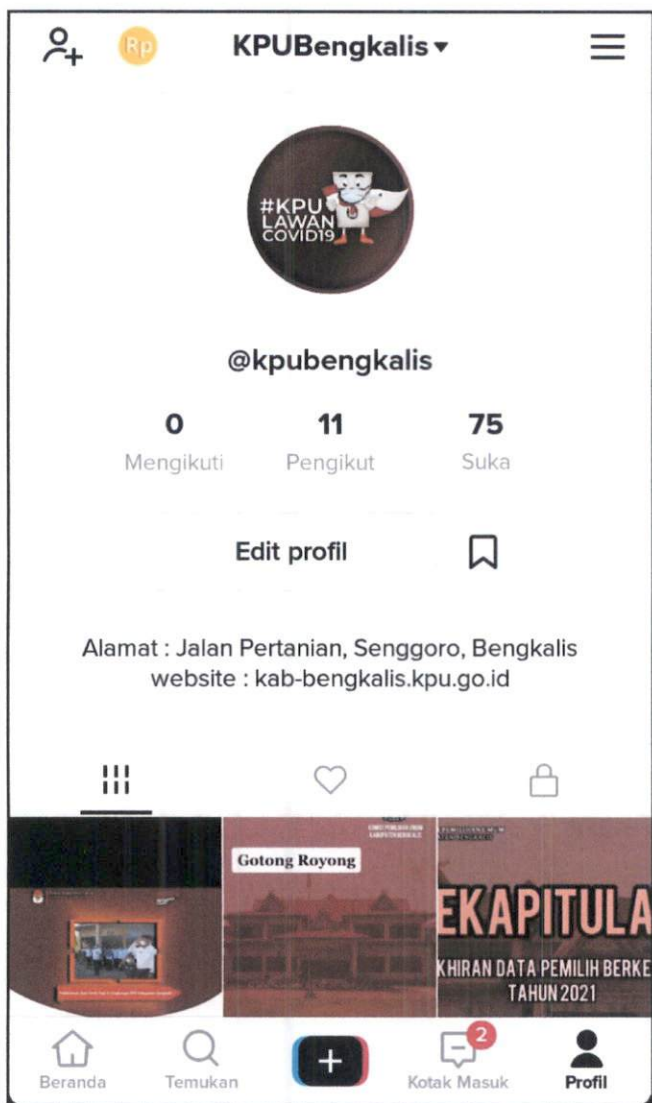 Rp
KPUBengkalis
#KPU
LAWAN
COVID19
@kpubengkalis
0 11 75
Mengikuti Pengikut Suka
Edit profil
Alamat : Jalan Pertanian, Senggoro, Bengkalis
website : kab-bengkalis.kpu.go.id
Gotong Royong
EKAPITULA
KHIRAN DATA PEMILIH BERKE
TAHUN 2021
2
Beranda Temukan Kotak Masuk Profil